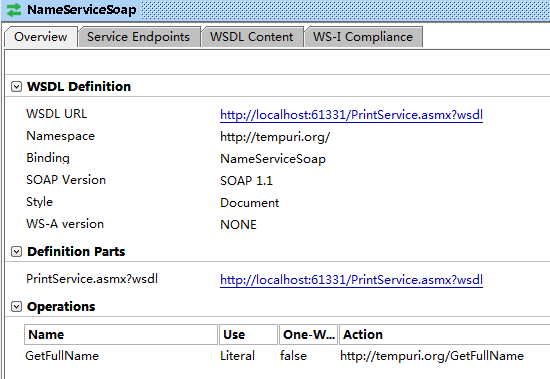 NameServiceSoap
Overview Service Endpoints WSDL Content WS-I Compliance
WSDL Definition
WSDL URL http://localhost:61331/PrintService.asmx?wsdl
Namespace http://tempuri.org/
Binding NameServiceSoap
SOAP Version SOAP 1.1
Style Document
WS-A version NONE
Definition Parts
PrintService.asmx?wsdl http://localhost:61331/PrintService.asmx?wsdl
Operations
Name Use One-W... Action
GetFullName Literal false http://tempuri.org/GetFullName